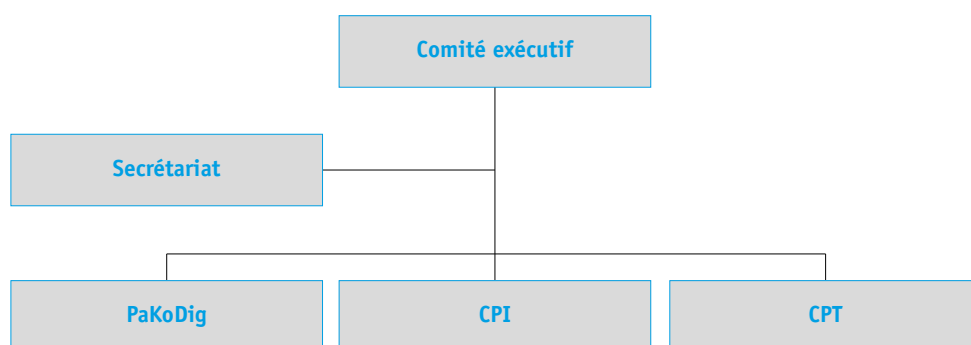 Comité exécutif
Secrétariat
PaKoDig
CPI
CPT